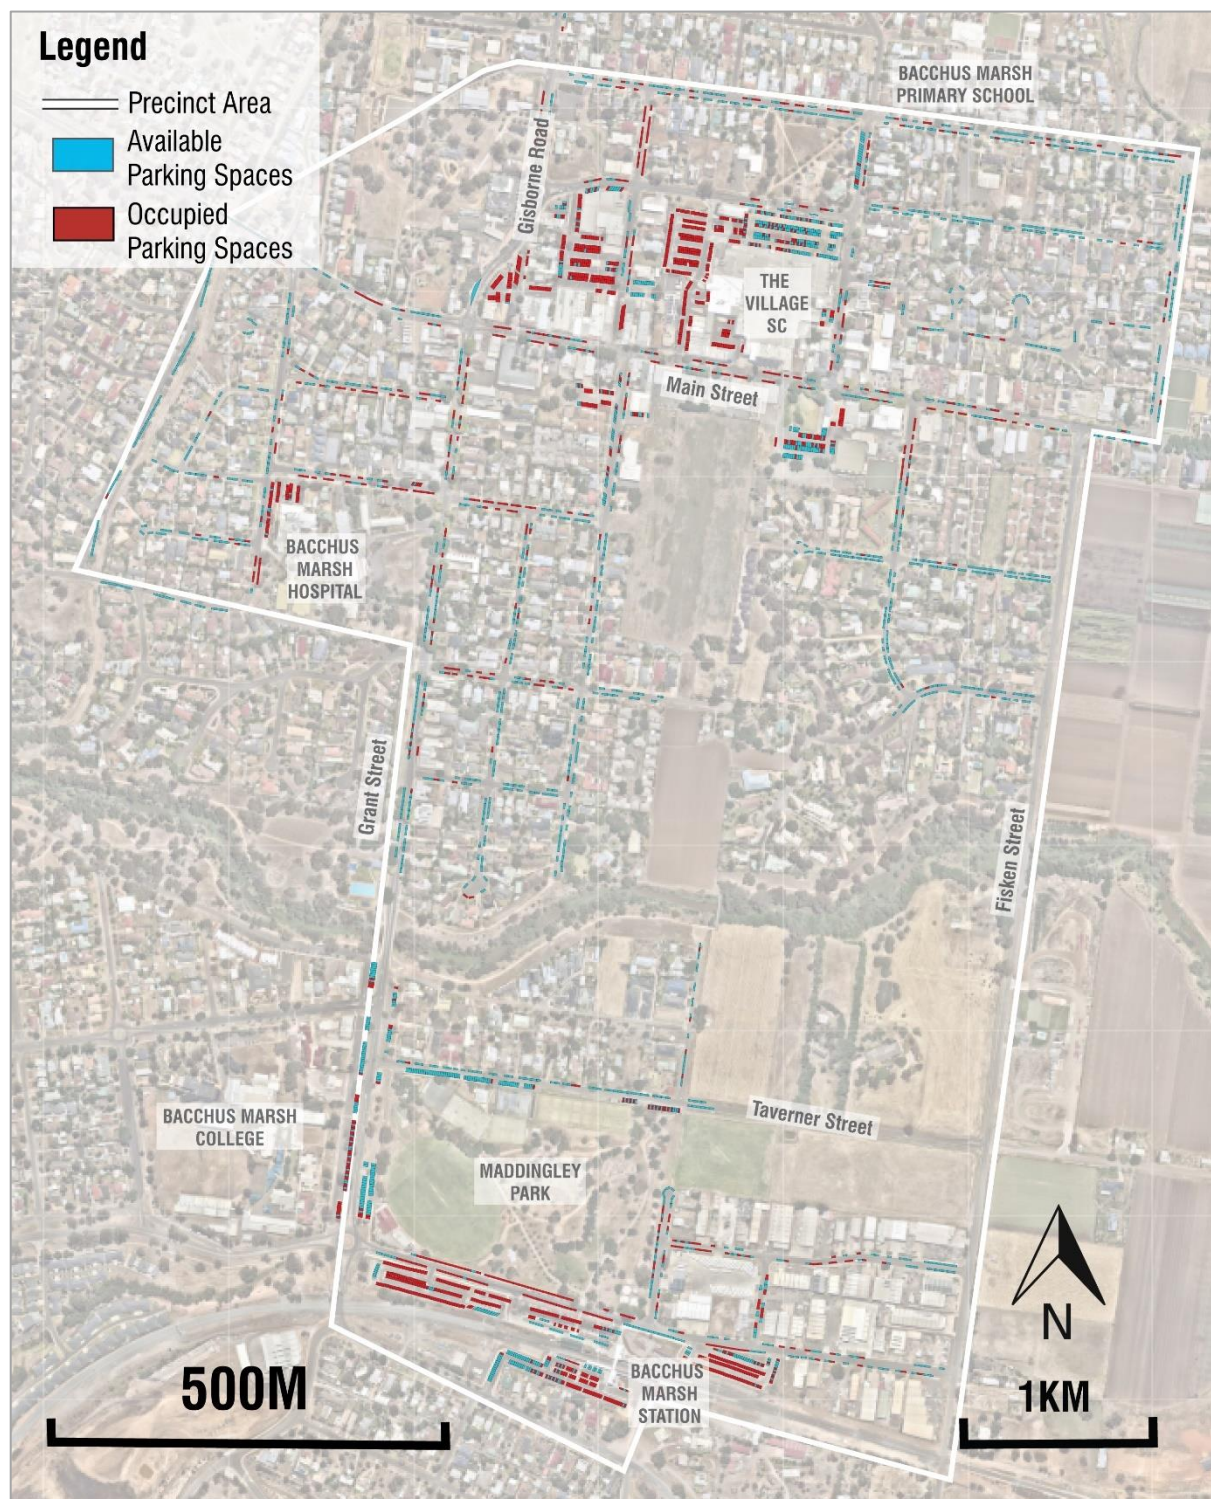 Legend
Precinct Area
Available
Parking Spaces
Occupied
Parking Spaces
BACCHUS MARSH
PRIMARY SCHOOL
Gisborne Road
THE
VILLAGE
SC
Main Street
BACCHUS
MARSH
HOSPITAL
Grant Street
Fisken Street
Taverner Street
BACCHUS MARSH
COLLEGE
MADDINGLEY
PARK
N
BACCHUS
MARSH
STATION
500M
1KM